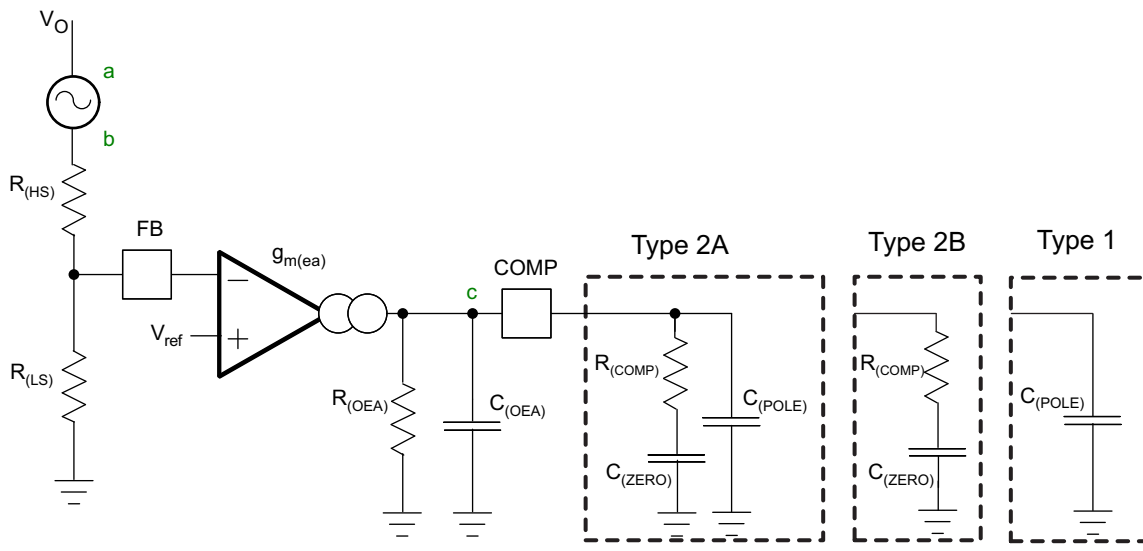 V_O
a
b
R_(HS)
FB
g_m(ea)
COMP
c
V_ref
−
+
R_(LS)
R_(OEA)
C_(OEA)
Type 2A
R_(COMP)
C_(POLE)
C_(ZERO)
Type 2B
R_(COMP)
C_(ZERO)
Type 1
C_(POLE)